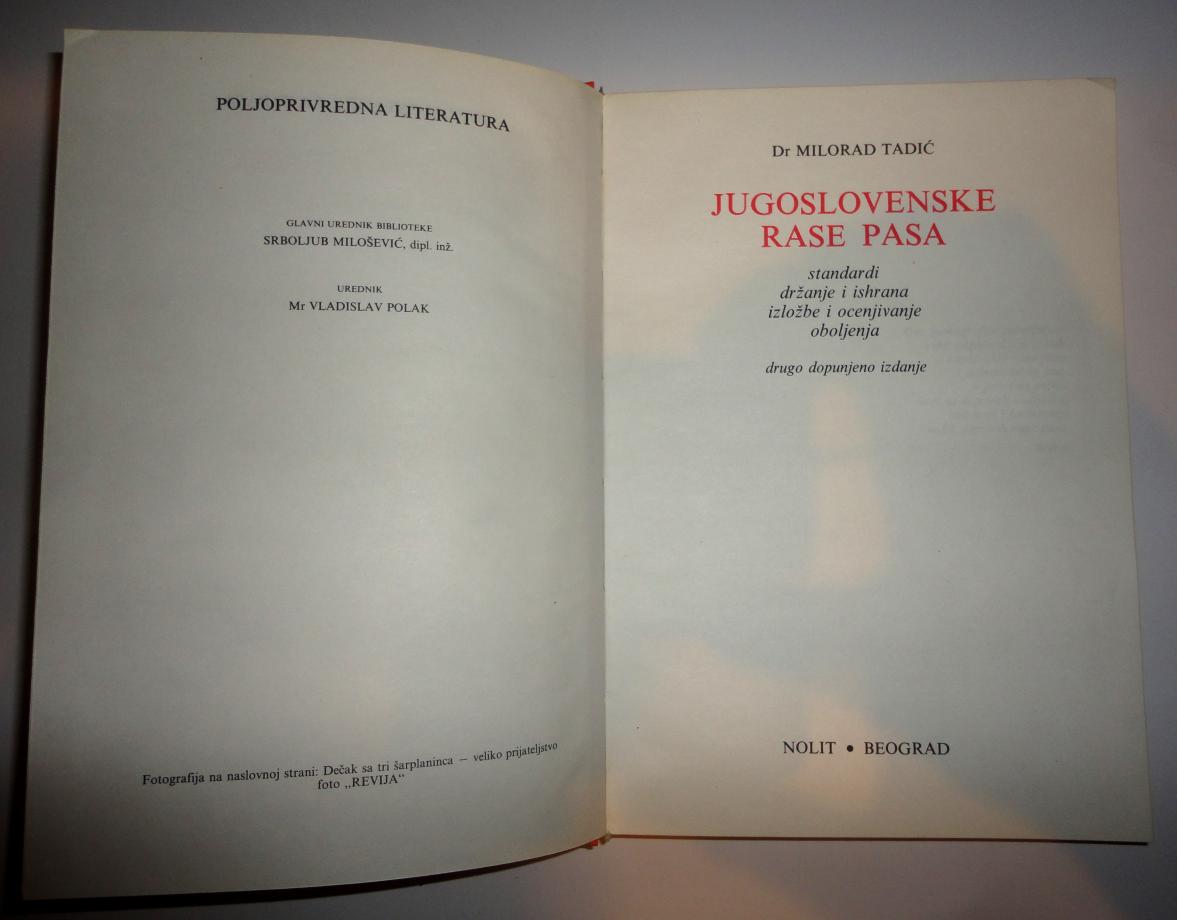 POLJOPRIVREDNA LITERATURA
GLAVNI UREDNIK BIBLIOTEKE
SRBOLJUB MILOŠEVIĆ, dipl. inž.
UREDNIK
Mr VLADISLAV POLAK
Fotografija na naslovnoj strani: Dečak sa tri šarplaninca — veliko prijateljstvo
foto „REVIJA“
Dr MILORAD TADIĆ
JUGOSLOVENSKE
RASE PASA
standardi
držanje i ishrana
izložbe i ocenjivanje
oboljenja
drugo dopunjeno izdanje
NOLIT • BEOGRAD